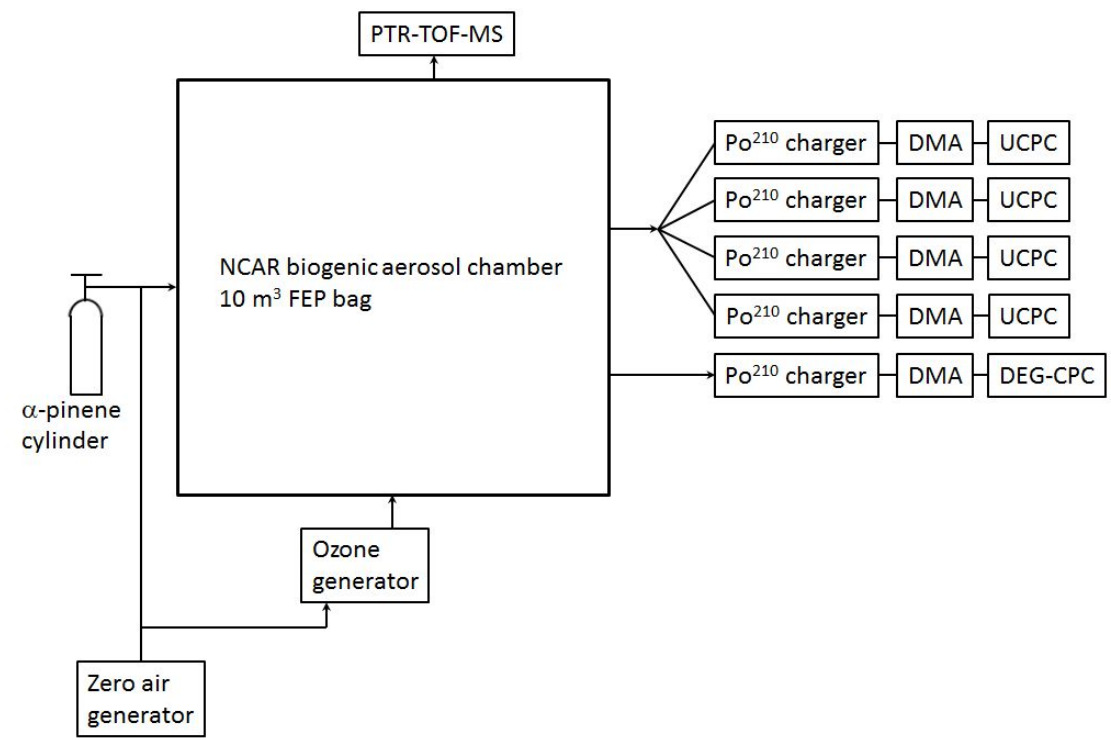 PTR-TOF-MS
Po²¹⁰ charger DMA UCPC
Po²¹⁰ charger DMA UCPC
Po²¹⁰ charger DMA UCPC
Po²¹⁰ charger DMA UCPC
Po²¹⁰ charger DMA DEG-CPC
NCAR biogenic aerosol chamber
10 m³ FEP bag
α-pinene
cylinder
Ozone
generator
Zero air
generator